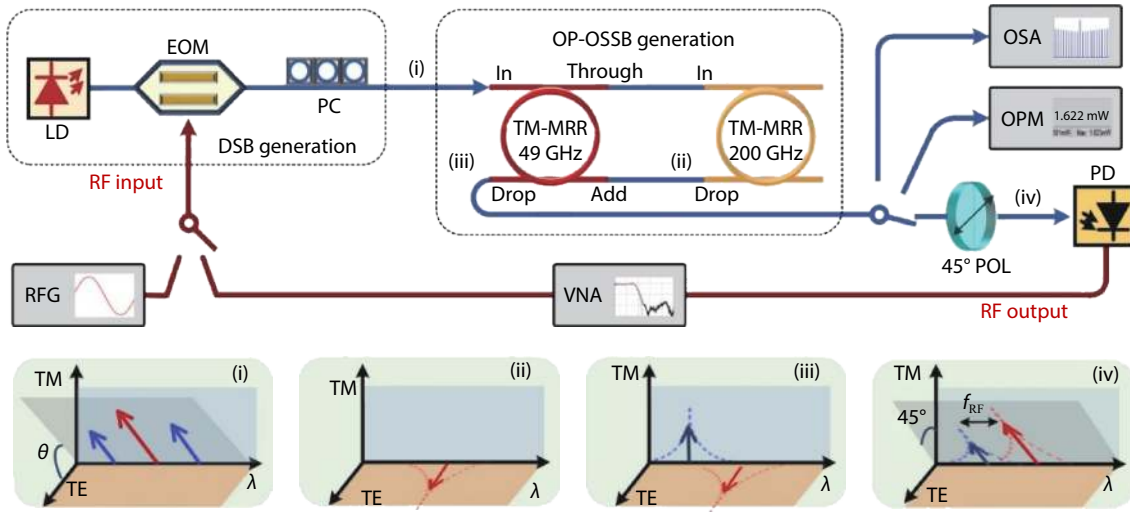 EOM
OP-OSSB generation
OSA
LD
PC
(i)
In
Through
In
OPM
1.622 mW
DSB generation
TM-MRR
49 GHz
TM-MRR
200 GHz
(iii)
(ii)
RF input
Drop
Add
Drop
PD
(iv)
45° POL
RFG
VNA
RF output
TM
(i)
θ
TE
λ
TM
(ii)
TE
λ
TM
(iii)
TE
λ
TM
(iv)
45°
fRF
TE
λ